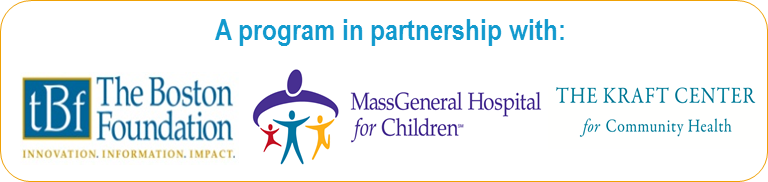 A program in partnership with:
tBf
The Boston
Foundation
INNOVATION. INFORMATION. IMPACT.
MassGeneral Hospital
for Children℠
THE KRAFT CENTER
for Community Health